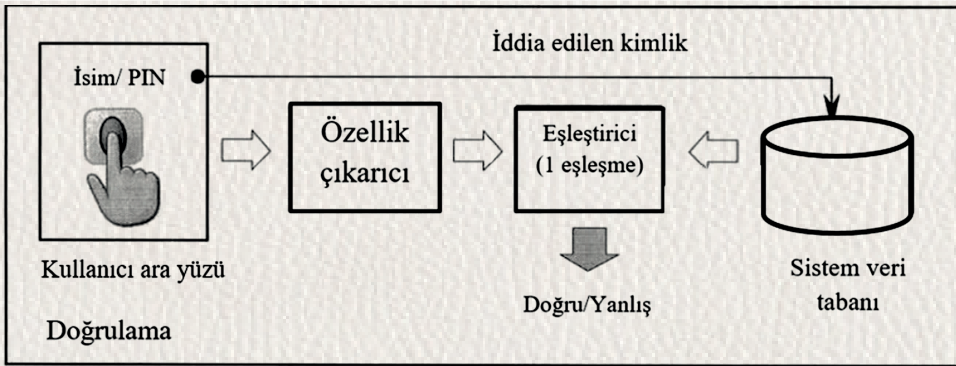 İddia edilen kimlik
İsim/ PIN
Özellik
çıkarıcı
Eşleştirici
(1 eşleşme)
Kullanıcı ara yüzü
Sistem veri
tabanı
Doğru/Yanlış
Doğrulama